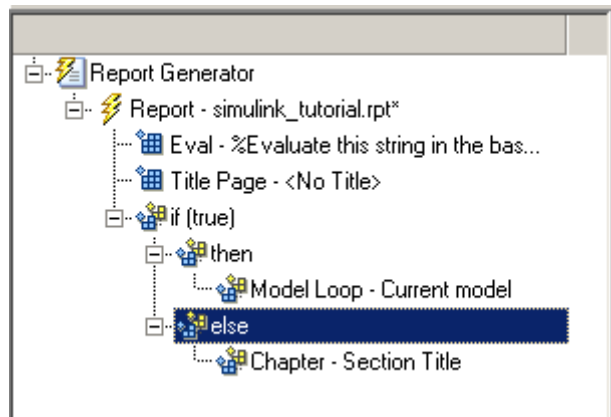 Report Generator
Report - simulink_tutorial.rpt*
Eval - %Evaluate this string in the bas...
Title Page - <No Title>
if (true)
then
Model Loop - Current model
else
Chapter - Section Title